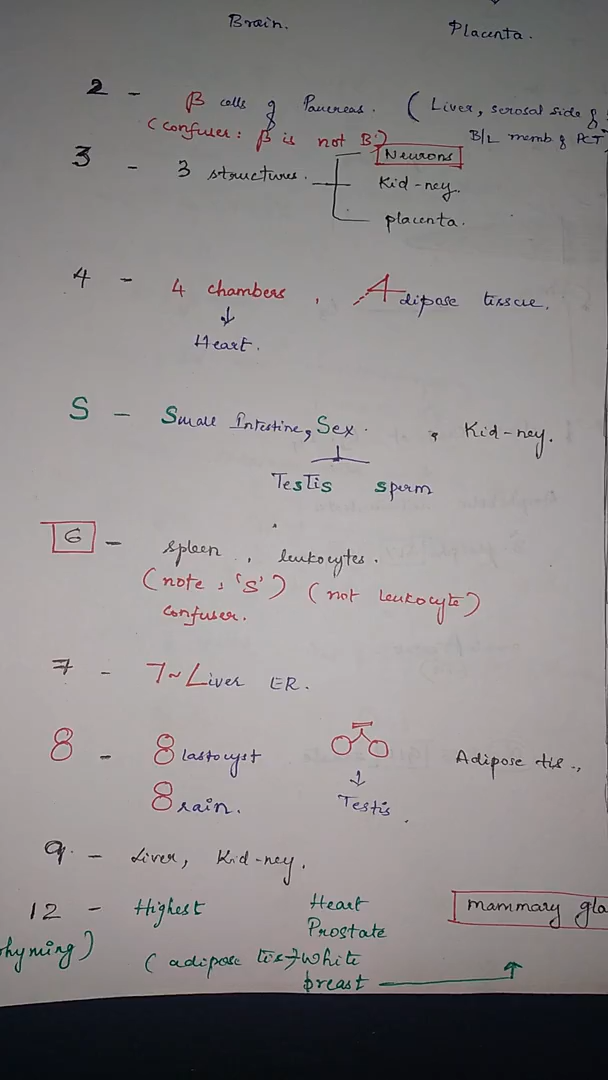 Brain. Placenta.
2 - β cells of Pancreas. (Liver, serosal side of
(confuser: β is not B.) B/L memb of PCT
3 - 3 structures. Neurons
Kid-ney.
placenta.
4 - 4 chambers, Adipose tissue.
↓
Heart.
S - Small Intestine, Sex. , Kid-ney.
Testis sperm
6 - spleen, leukocytes.
(note, 'S') (not leukocyte)
confuser.
7 - 7~Liver ER.
8 - 8lastocyst Adipose tis.,
↓
8rain. Testis.
9. - Liver, Kid-ney.
12 - Highest Heart mammary gla
Prostate
hyming) (adipose tis→white
breast